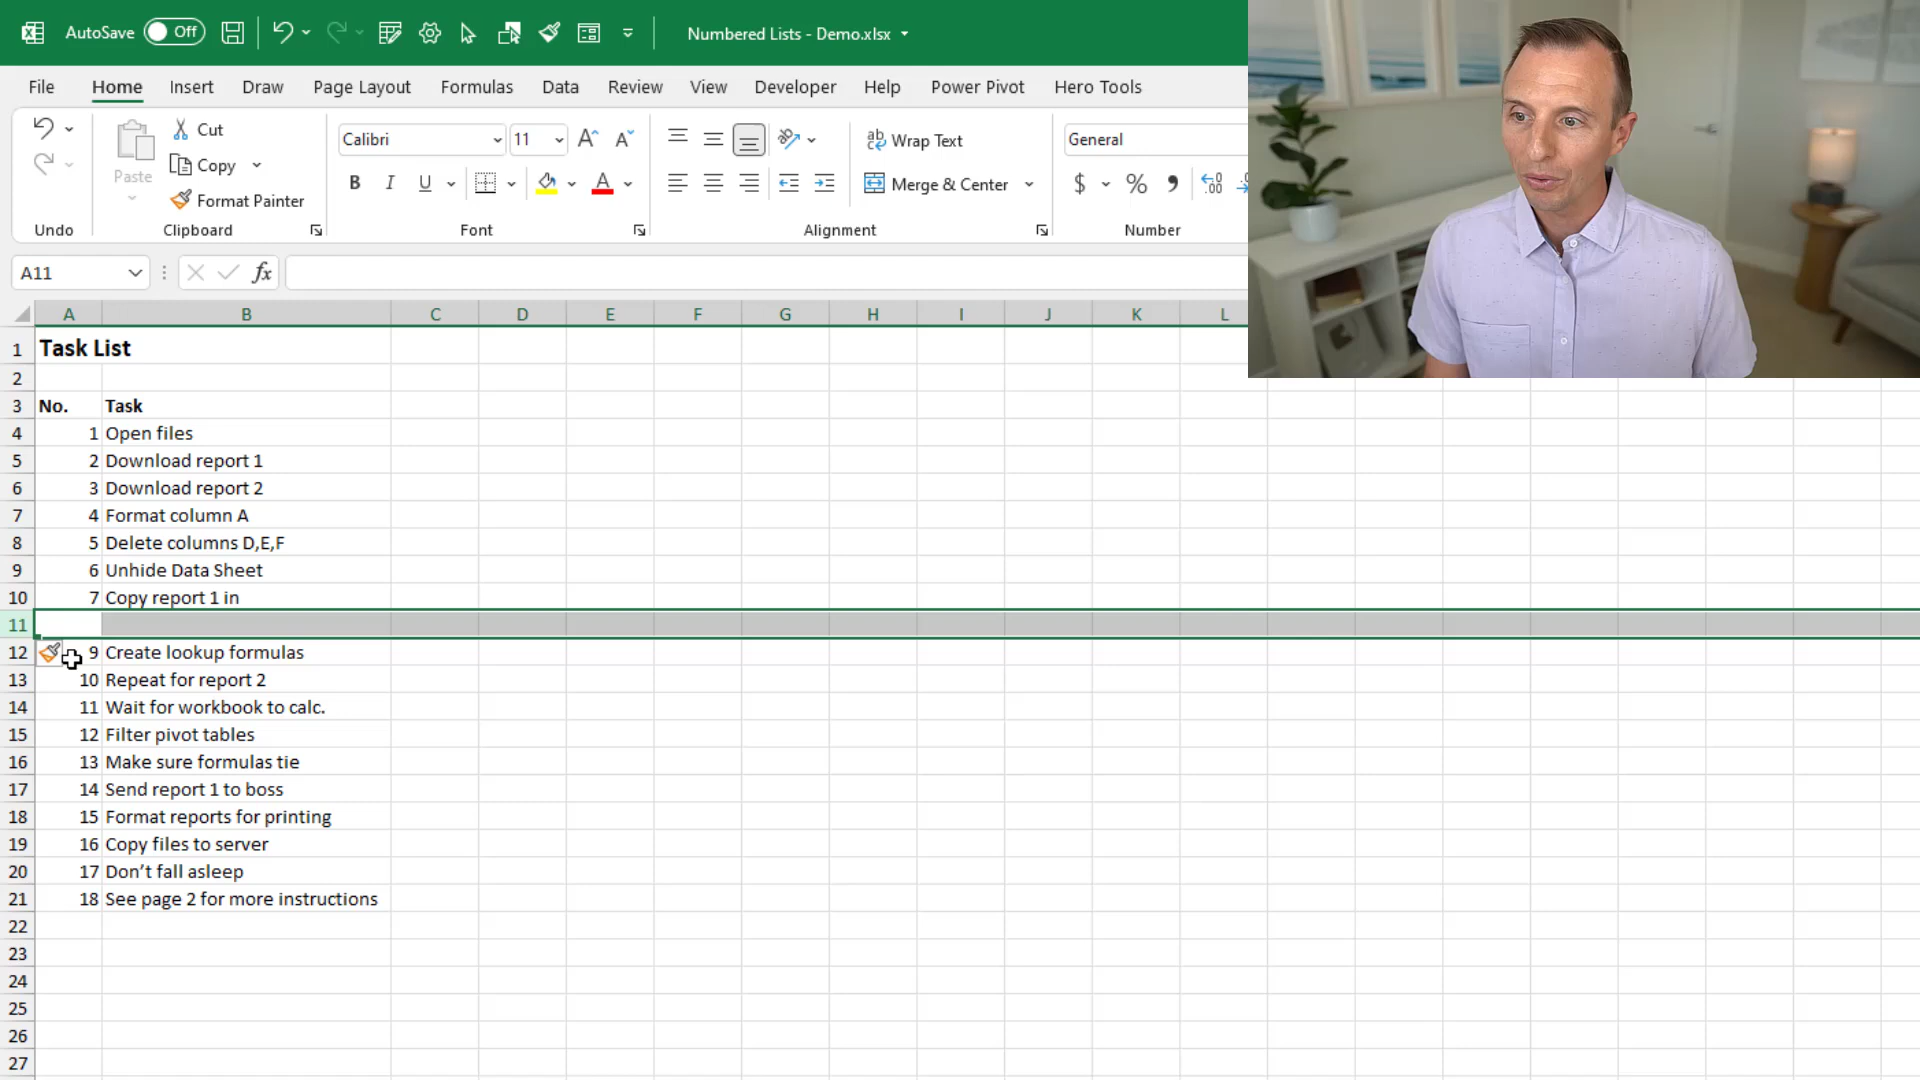 AutoSave Off Numbered Lists - Demo.xlsx
File Home Insert Draw Page Layout Formulas Data Review View Developer Help Power Pivot Hero Tools
Cut Calibri 11 Wrap Text General
Paste Copy
Format Painter B I U A Merge & Center $ %
Undo Clipboard Font Alignment Number
A11 fx
A B C D E F G H I J K L
1 Task List
2
3 No. Task
4 1 Open files
5 2 Download report 1
6 3 Download report 2
7 4 Format column A
8 5 Delete columns D,E,F
9 6 Unhide Data Sheet
10 7 Copy report 1 in
11
12 9 Create lookup formulas
13 10 Repeat for report 2
14 11 Wait for workbook to calc.
15 12 Filter pivot tables
16 13 Make sure formulas tie
17 14 Send report 1 to boss
18 15 Format reports for printing
19 16 Copy files to server
20 17 Don’t fall asleep
21 18 See page 2 for more instructions
22
23
24
25
26
27